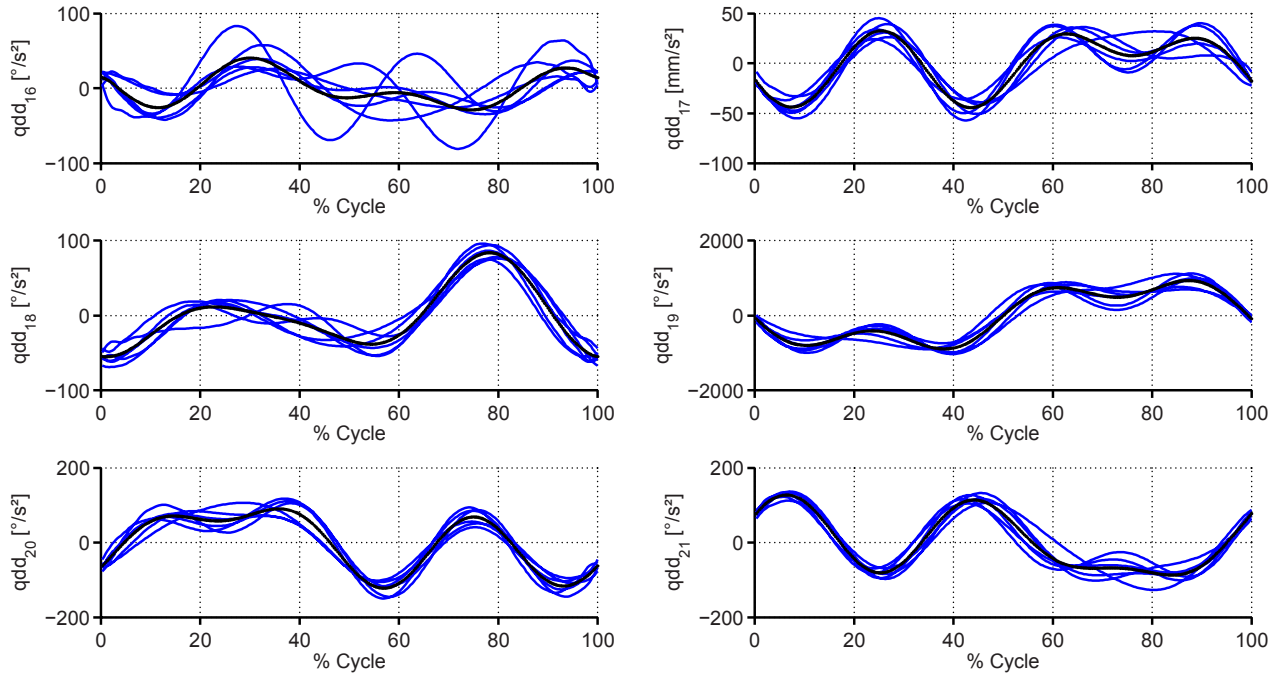 qdd16 [°/s²]
100
0
−100
0 20 40 60 80 100
% Cycle
qdd17 [mm/s²]
50
0
−50
−100
0 20 40 60 80 100
% Cycle
qdd18 [°/s²]
100
0
−100
0 20 40 60 80 100
% Cycle
qdd19 [°/s²]
2000
0
−2000
0 20 40 60 80 100
% Cycle
qdd20 [°/s²]
200
0
−200
0 20 40 60 80 100
% Cycle
qdd21 [°/s²]
200
0
−200
0 20 40 60 80 100
% Cycle